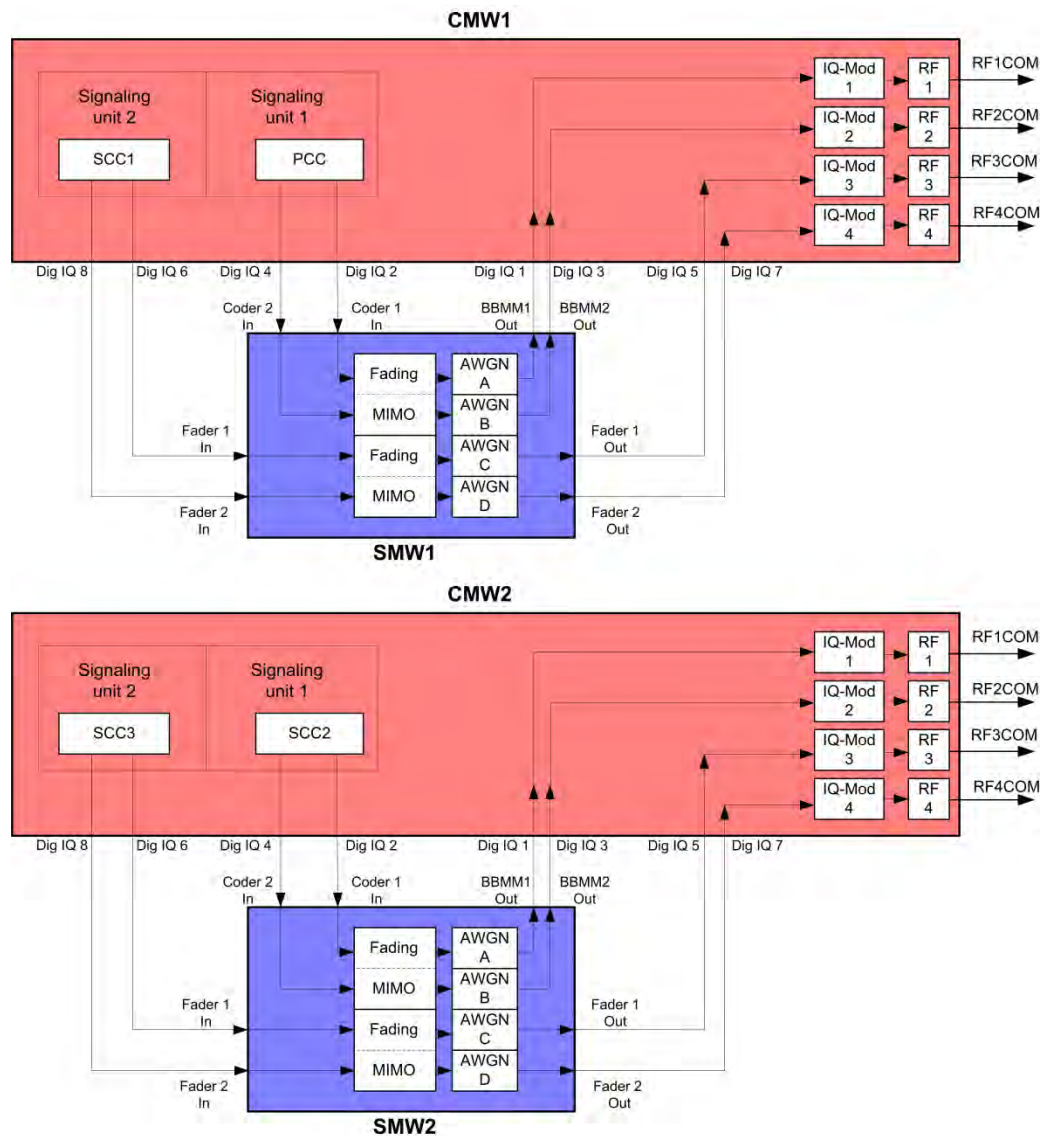 CMW1
Signaling
unit 2
Signaling
unit 1
SCC1
PCC
IQ-Mod
1
RF
1
RF1COM
IQ-Mod
2
RF
2
RF2COM
IQ-Mod
3
RF
3
RF3COM
IQ-Mod
4
RF
4
RF4COM
Dig IQ 8
Dig IQ 6
Dig IQ 4
Dig IQ 2
Dig IQ 1
Dig IQ 3
Dig IQ 5
Dig IQ 7
Coder 2
In
Coder 1
In
BBMM1
Out
BBMM2
Out
Fading
AWGN
A
MIMO
AWGN
B
Fader 1
In
Fading
AWGN
C
Fader 1
Out
MIMO
AWGN
D
Fader 2
In
Fader 2
Out
SMW1
CMW2
Signaling
unit 2
Signaling
unit 1
SCC3
SCC2
IQ-Mod
1
RF
1
RF1COM
IQ-Mod
2
RF
2
RF2COM
IQ-Mod
3
RF
3
RF3COM
IQ-Mod
4
RF
4
RF4COM
Dig IQ 8
Dig IQ 6
Dig IQ 4
Dig IQ 2
Dig IQ 1
Dig IQ 3
Dig IQ 5
Dig IQ 7
Coder 2
In
Coder 1
In
BBMM1
Out
BBMM2
Out
Fading
AWGN
A
MIMO
AWGN
B
Fader 1
In
Fading
AWGN
C
Fader 1
Out
MIMO
AWGN
D
Fader 2
In
Fader 2
Out
SMW2